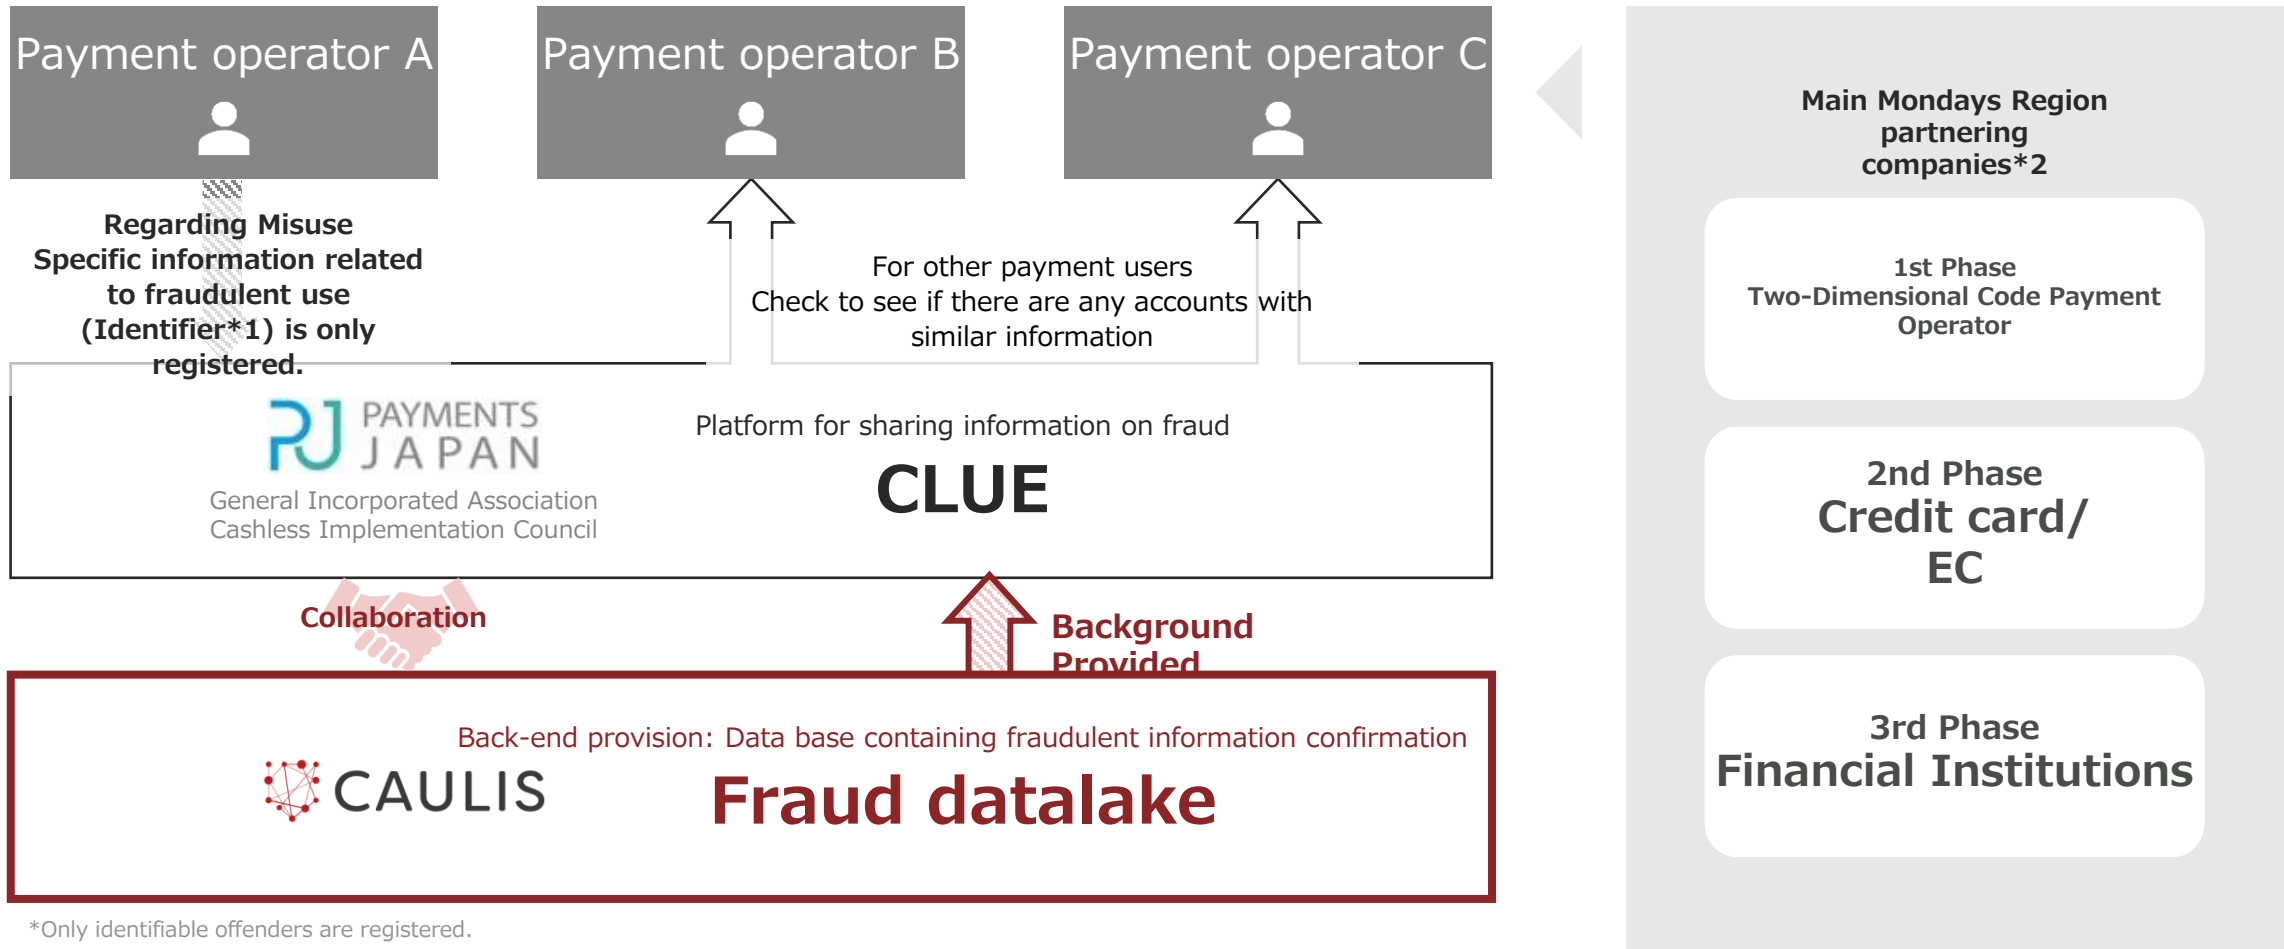 Payment operator A
Payment operator B
Payment operator C
Regarding Misuse
Specific information related
to fraudulent use
(Identifier*1) is only
registered.
For other payment users
Check to see if there are any accounts with
similar information
PAYMENTS
JAPAN
General Incorporated Association
Cashless Implementation Council
Platform for sharing information on fraud
CLUE
Collaboration
Background
Provided
Back-end provision: Data base containing fraudulent information confirmation
CAULIS
Fraud datalake
*Only identifiable offenders are registered.
Main Mondays Region
partnering
companies*2
1st Phase
Two-Dimensional Code Payment
Operator
2nd Phase
Credit card/
EC
3rd Phase
Financial Institutions